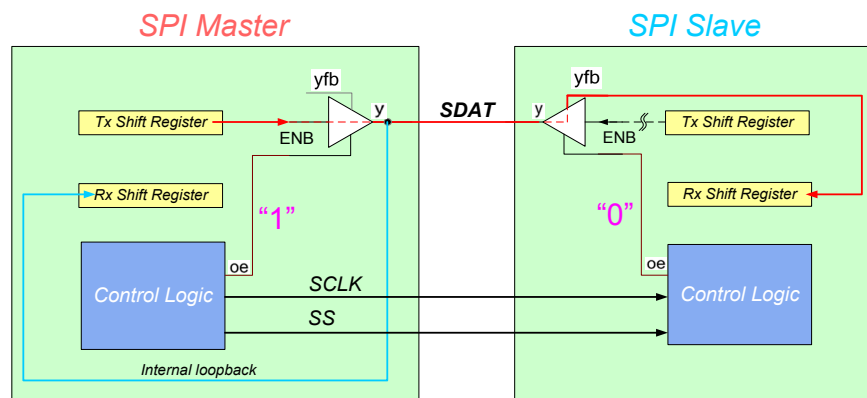 SPI Master
SPI Slave
yfb
yfb
y
SDAT
y
Tx Shift Register
ENB
ENB
Tx Shift Register
Rx Shift Register
Rx Shift Register
“1”
“0”
oe
oe
Control Logic
SCLK
Control Logic
SS
Internal loopback